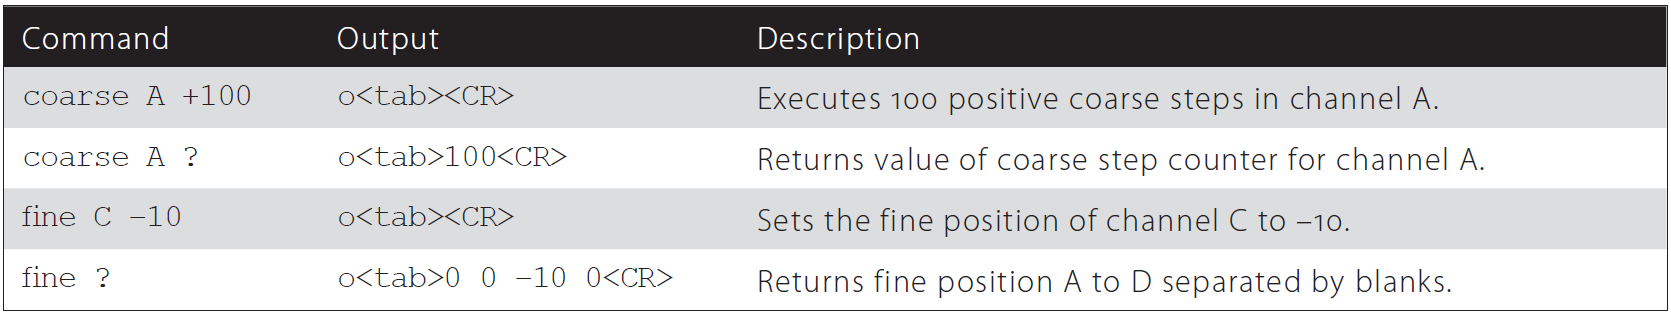 Command Output Description
coarse A +100 o<tab><CR> Executes 100 positive coarse steps in channel A.
coarse A ? o<tab>100<CR> Returns value of coarse step counter for channel A.
fine C –10 o<tab><CR> Sets the fine position of channel C to –10.
fine ? o<tab>0 0 –10 0<CR> Returns fine position A to D separated by blanks.